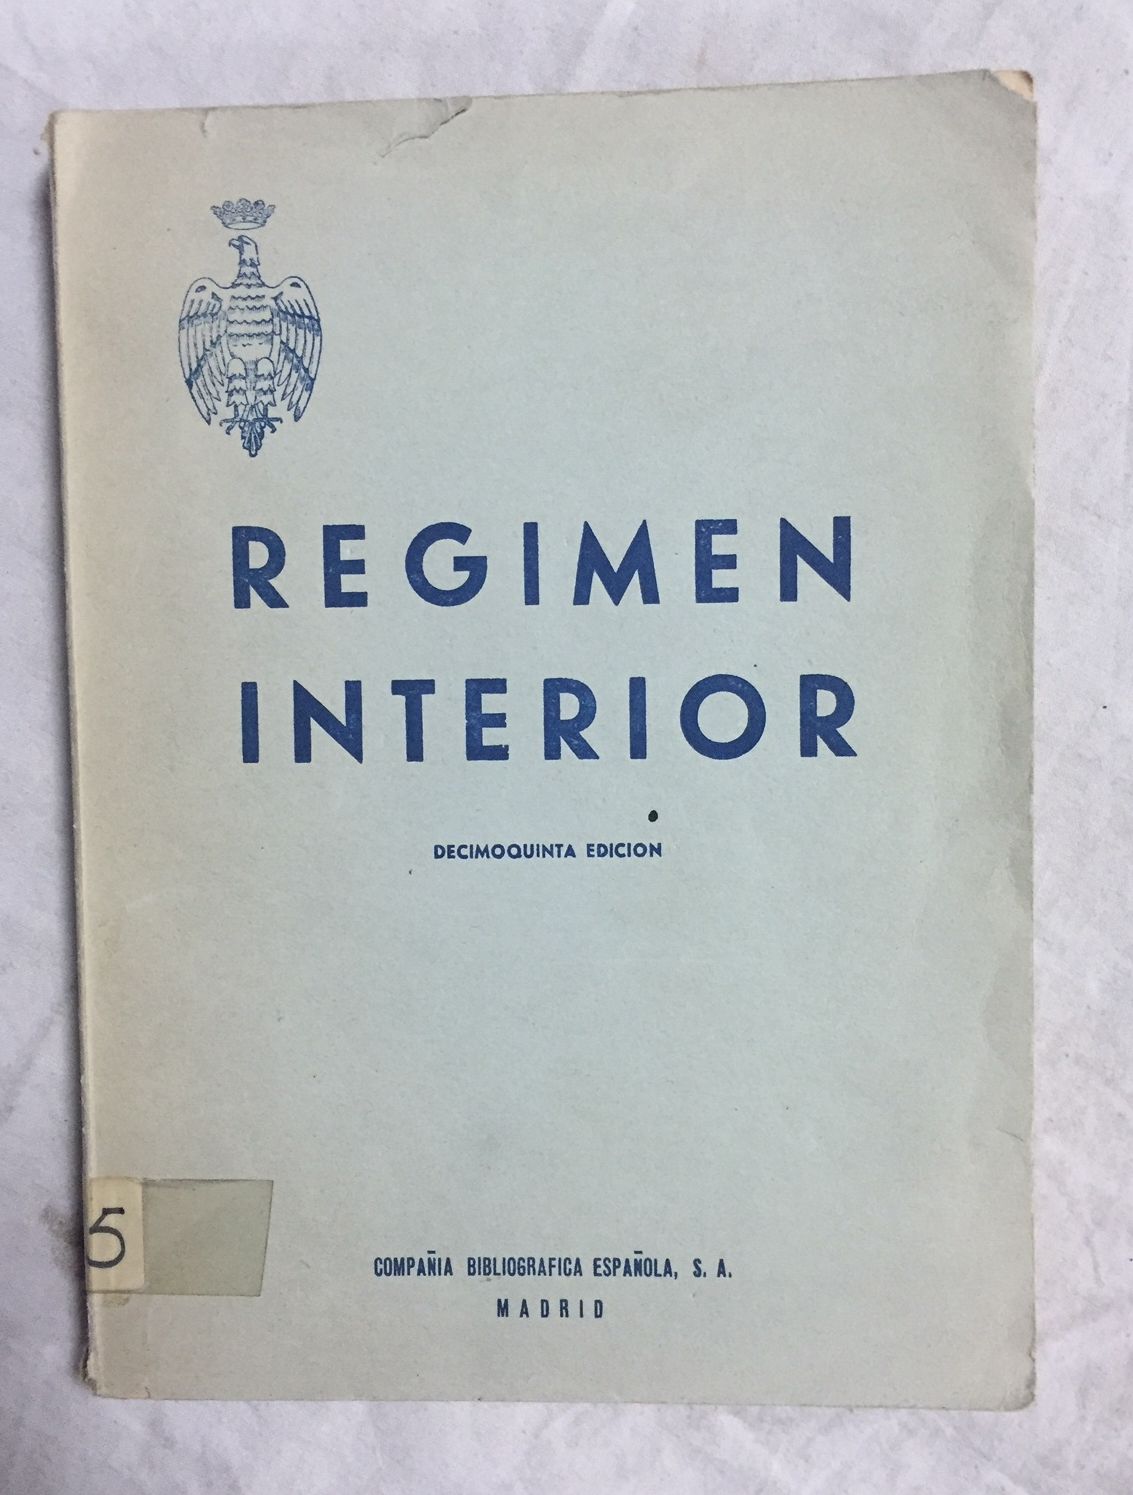 REGIMEN
INTERIOR
DECIMOQUINTA EDICION
5
COMPAÑIA BIBLIOGRAFICA ESPAÑOLA, S. A.
MADRID